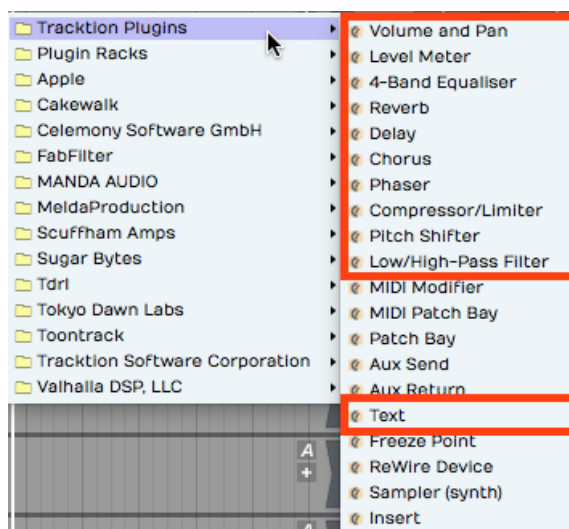 Tracktion Plugins
Plugin Racks
Apple
Cakewalk
Celemony Software GmbH
FabFilter
MANDA AUDIO
MeldaProduction
Scuffham Amps
Sugar Bytes
Tdrl
Tokyo Dawn Labs
Toontrack
Tracktion Software Corporation
Valhalla DSP, LLC
Volume and Pan
Level Meter
4-Band Equaliser
Reverb
Delay
Chorus
Phaser
Compressor/Limiter
Pitch Shifter
Low/High-Pass Filter
MIDI Modifier
MIDI Patch Bay
Patch Bay
Aux Send
Aux Return
Text
Freeze Point
ReWire Device
Sampler (synth)
Insert
A
+
A